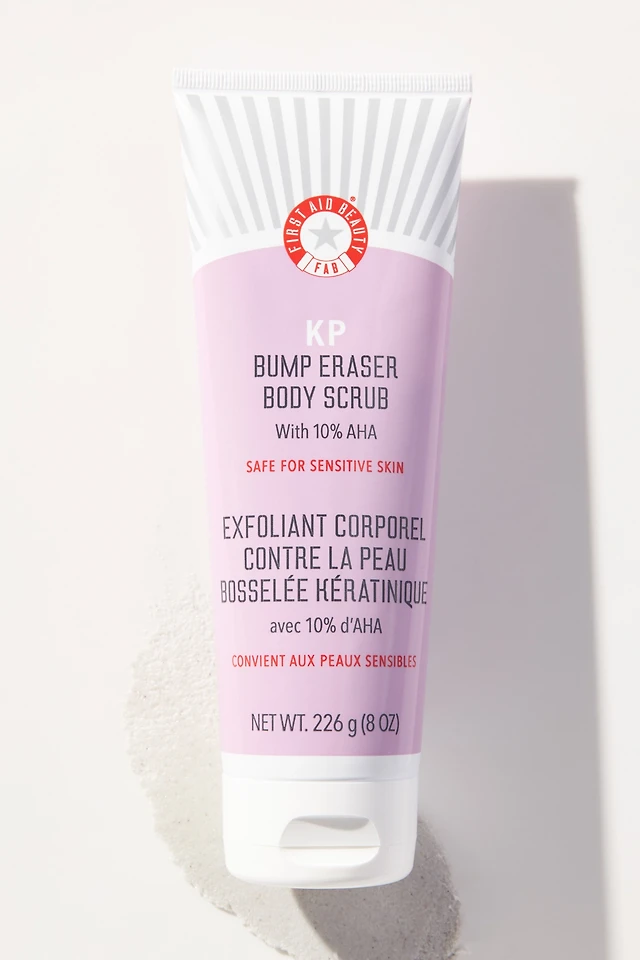 FIRST AID BEAUTY®
FAB
KP
BUMP ERASER
BODY SCRUB
With 10% AHA
SAFE FOR SENSITIVE SKIN
EXFOLIANT CORPOREL
CONTRE LA PEAU
BOSSELÉE KÉRATINIQUE
avec 10% d'AHA
CONVIENT AUX PEAUX SENSIBLES
NET WT. 226 g (8 OZ)